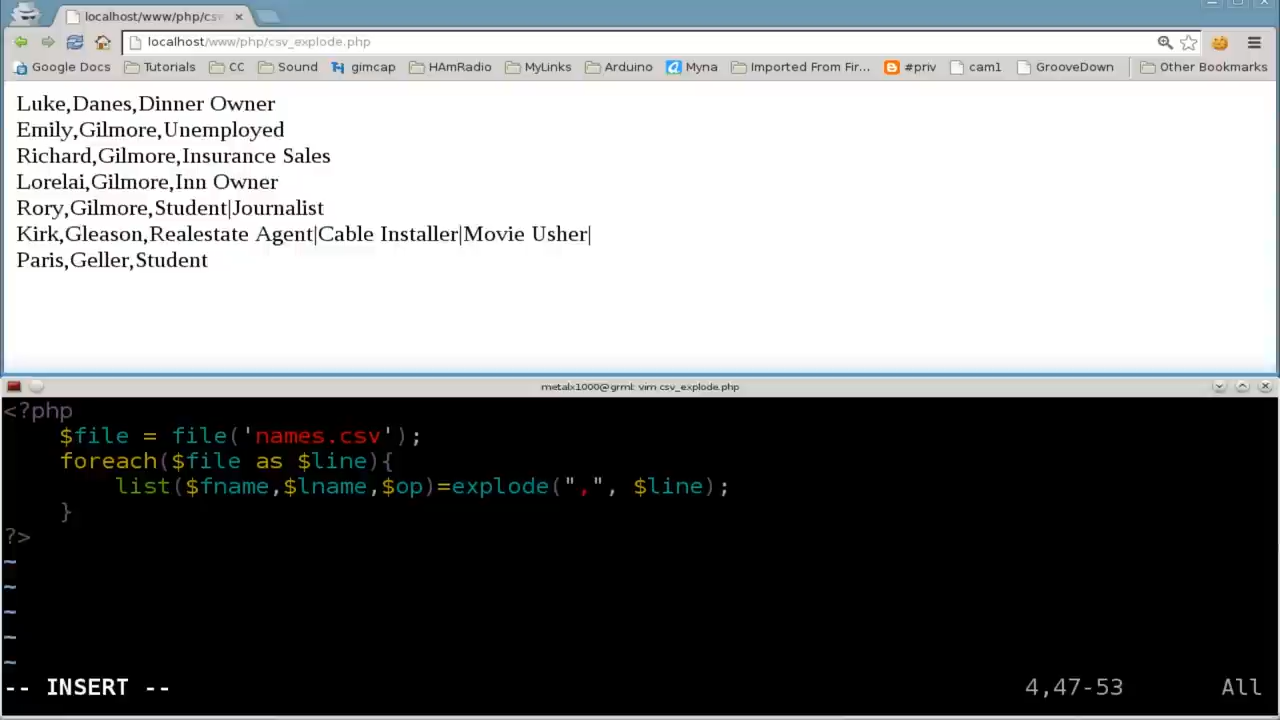 localhost/www/php/csv
localhost/www/php/csv_explode.php
Google Docs Tutorials CC Sound gimcap HAmRadio MyLinks Arduino Myna Imported From Fir... #priv cam1 GrooveDown Other Bookmarks
Luke,Danes,Dinner Owner
Emily,Gilmore,Unemployed
Richard,Gilmore,Insurance Sales
Lorelai,Gilmore,Inn Owner
Rory,Gilmore,Student|Journalist
Kirk,Gleason,Realestate Agent|Cable Installer|Movie Usher|
Paris,Geller,Student
metalx1000@grml: vim csv_explode.php
<?php
$file = file('names.csv');
foreach($file as $line){
list($fname,$lname,$op)=explode(",", $line);
}
?>
~
~
~
~
~
-- INSERT -- 4,47-53 All